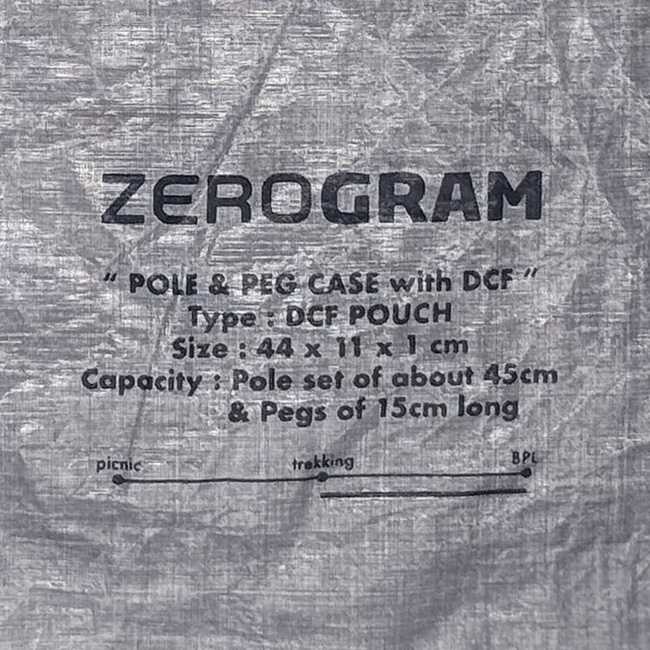 ZEROGRAM
" POLE & PEG CASE with DCF "
Type : DCF POUCH
Size : 44 x 11 x 1 cm
Capacity : Pole set of about 45cm
& Pegs of 15cm long
picnic trekking BPL